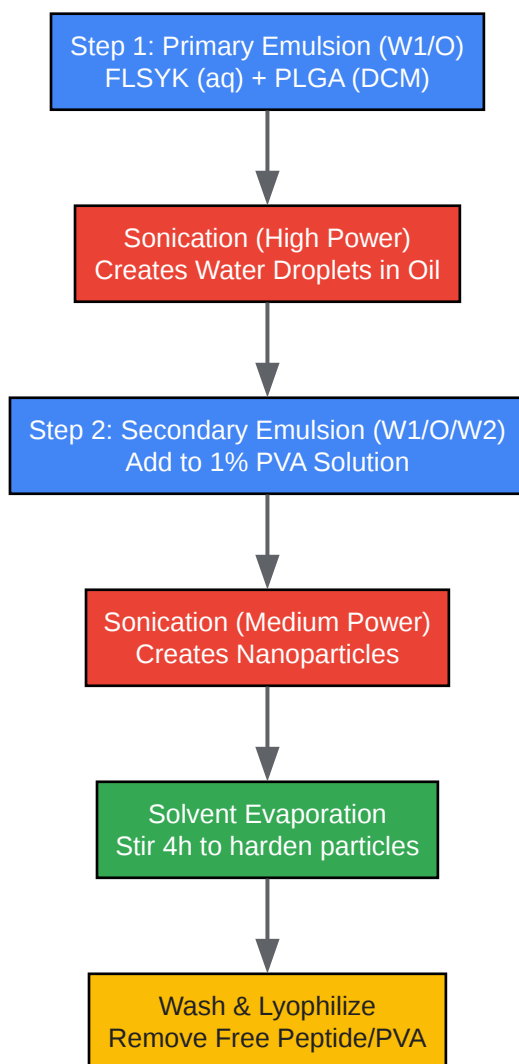 Step 1: Primary Emulsion (W1/O)
FLSYK (aq) + PLGA (DCM)
Sonication (High Power)
Creates Water Droplets in Oil
Step 2: Secondary Emulsion (W1/O/W2)
Add to 1% PVA Solution
Sonication (Medium Power)
Creates Nanoparticles
Solvent Evaporation
Stir 4h to harden particles
Wash & Lyophilize
Remove Free Peptide/PVA